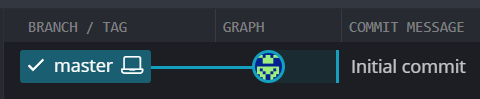 BRANCH / TAG GRAPH COMMIT MESSAGE
master Initial commit